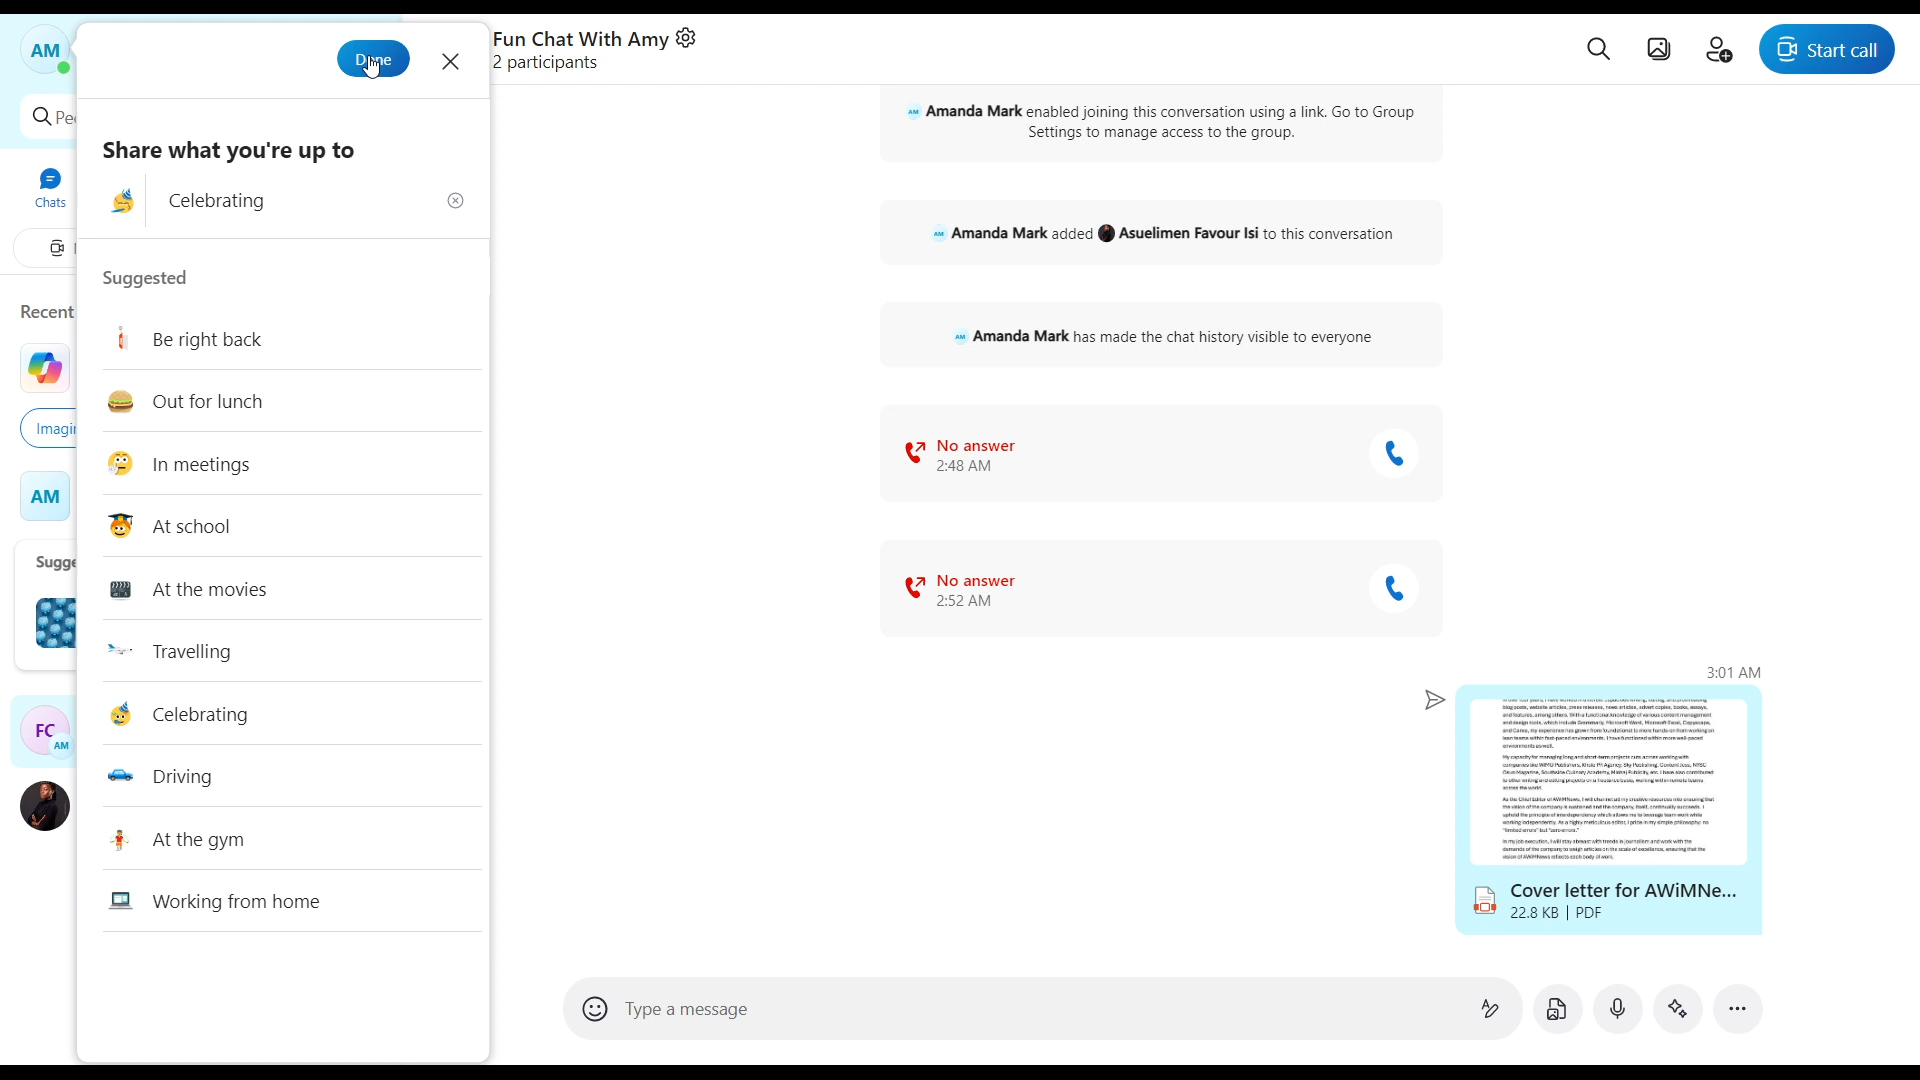 AM
Done
Fun Chat With Amy
2 participants
Start call
Share what you're up to
Celebrating
Chats
Suggested
Recent
Be right back
Out for lunch
In meetings
At school
At the movies
Travelling
Celebrating
Driving
At the gym
Working from home
AM
FC
AM
AM Amanda Mark enabled joining this conversation using a link. Go to Group
Settings to manage access to the group.
AM Amanda Mark added Asuelimen Favour Isi to this conversation
AM Amanda Mark has made the chat history visible to everyone
No answer
2:48 AM
No answer
2:52 AM
3:01 AM
Cover letter for AWiMNe...
22.8 KB | PDF
Type a message